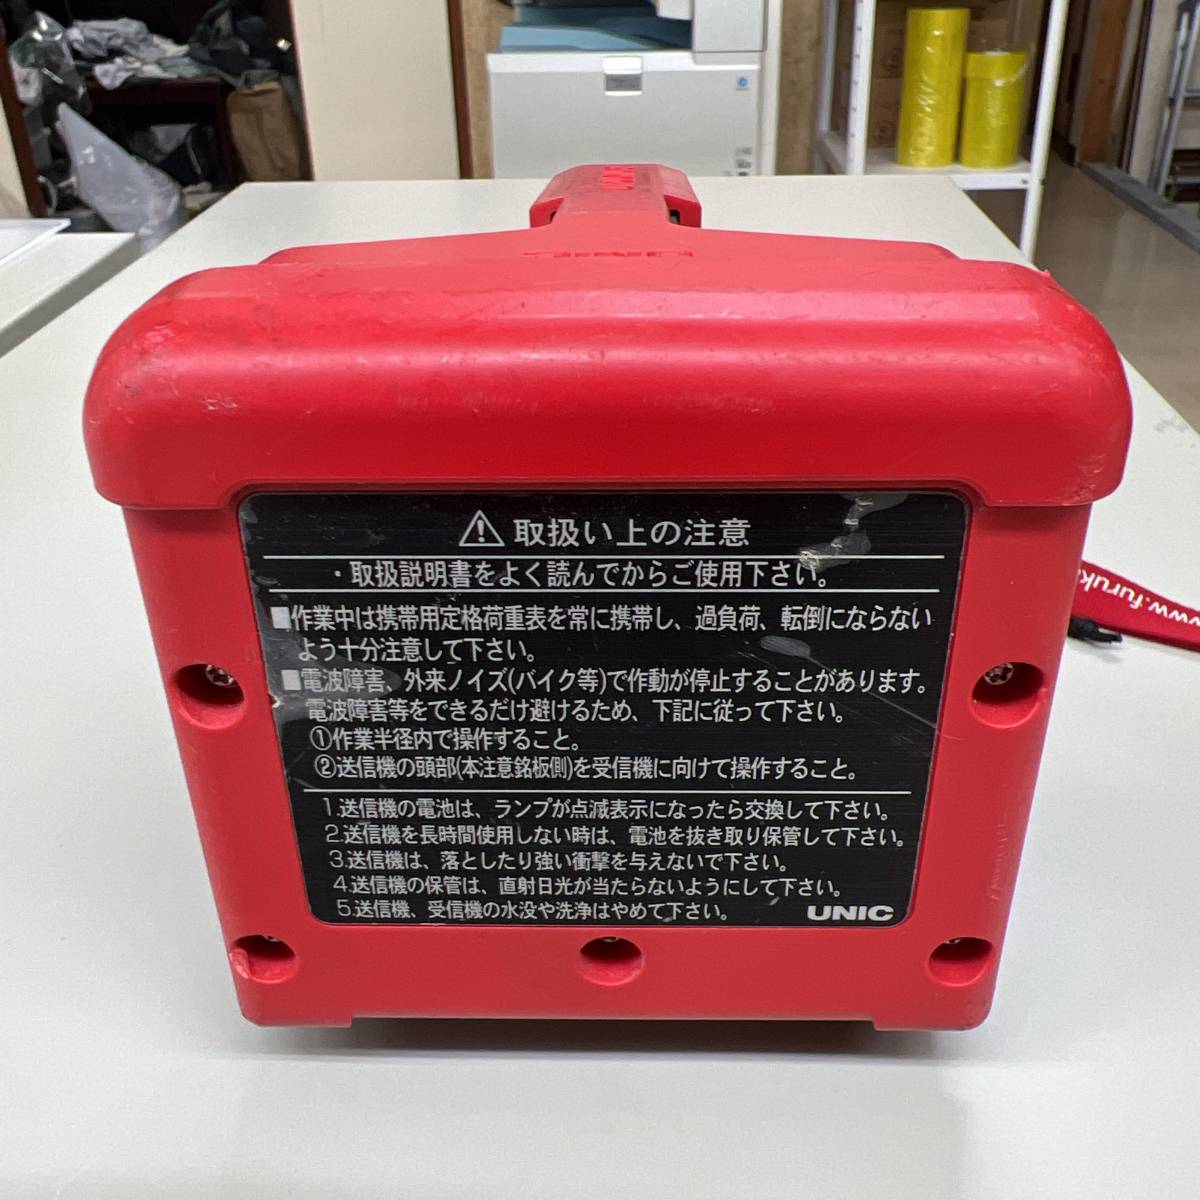 UNIC
UNIC
⚠取扱い上の注意
・取扱説明書をよく読んでからご使用下さい。
■作業中は携帯用定格荷重表を常に携帯し、過負荷、転倒にならない
よう十分注意して下さい。
■電波障害、外来ノイズ(バイク等)で作動が停止することがあります。
電波障害等をできるだけ避けるため、下記に従って下さい。
①作業半径内で操作すること。
②送信機の頭部(本注意銘板側)を受信機に向けて操作すること。
1.送信機の電池は、ランプが点滅表示になったら交換して下さい。
2.送信機を長時間使用しない時は、電池を抜き取り保管して下さい。
3.送信機は、落としたり強い衝撃を与えないで下さい。
4.送信機の保管は、直射日光が当たらないようにして下さい。
5.送信機、受信機の水没や洗浄はやめて下さい。
UNIC
www.furuk